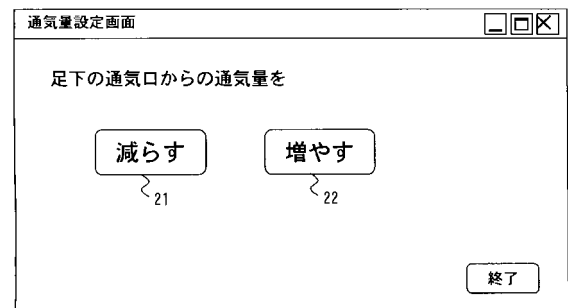 通気量設定画面
足下の通気口からの通気量を
減らす 増やす
21 22
終了